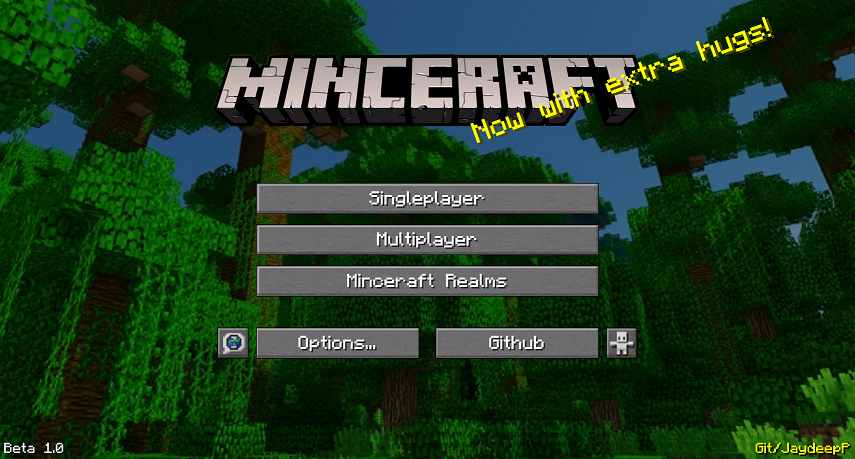 MINCERAFT
Now with extra hugs!
Singleplayer
Multiplayer
Minceraft Realms
Options...
Github
Beta 1.0
Git/JaydeepP